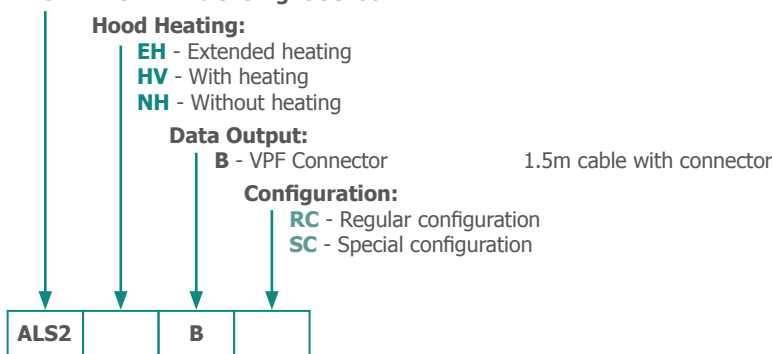 Hood Heating:
EH - Extended heating
HV - With heating
NH - Without heating
Data Output:
B - VPF Connector 1.5m cable with connector
Configuration:
RC - Regular configuration
SC - Special configuration
ALS2 B